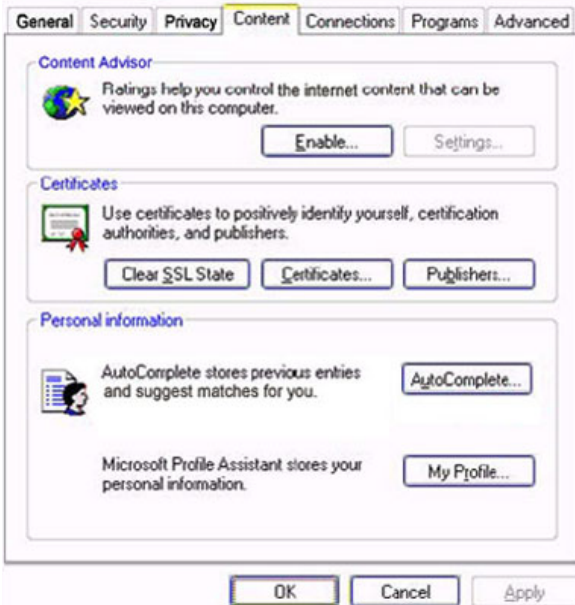 General Security Privacy Content Connections Programs Advanced
Content Advisor
Ratings help you control the internet content that can be
viewed on this computer.
Enable... Settings...
Certificates
Use certificates to positively identify yourself, certification
authorities, and publishers.
Clear SSL State Certificates... Publishers...
Personal information
AutoComplete stores previous entries
and suggest matches for you.
AutoComplete...
Microsoft Profile Assistant stores your
personal information.
My Profile...
OK Cancel Apply